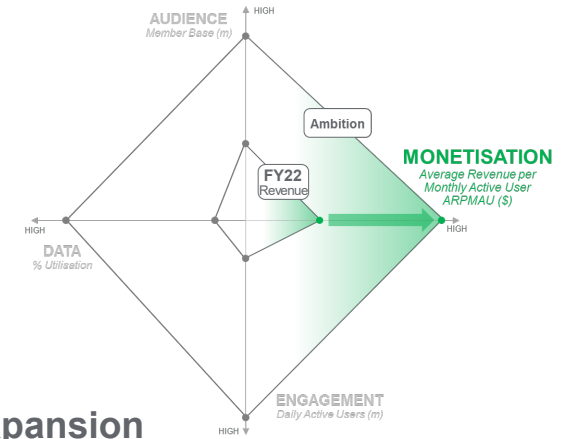 AUDIENCE
Member Base (m)
HIGH
Ambition
MONETISATION
Average Revenue per
Monthly Active User
ARPMAU ($)
FY22
Revenue
HIGH
HIGH
DATA
% Utilisation
ENGAGEMENT
Daily Active Users (m)
HIGH
pansion